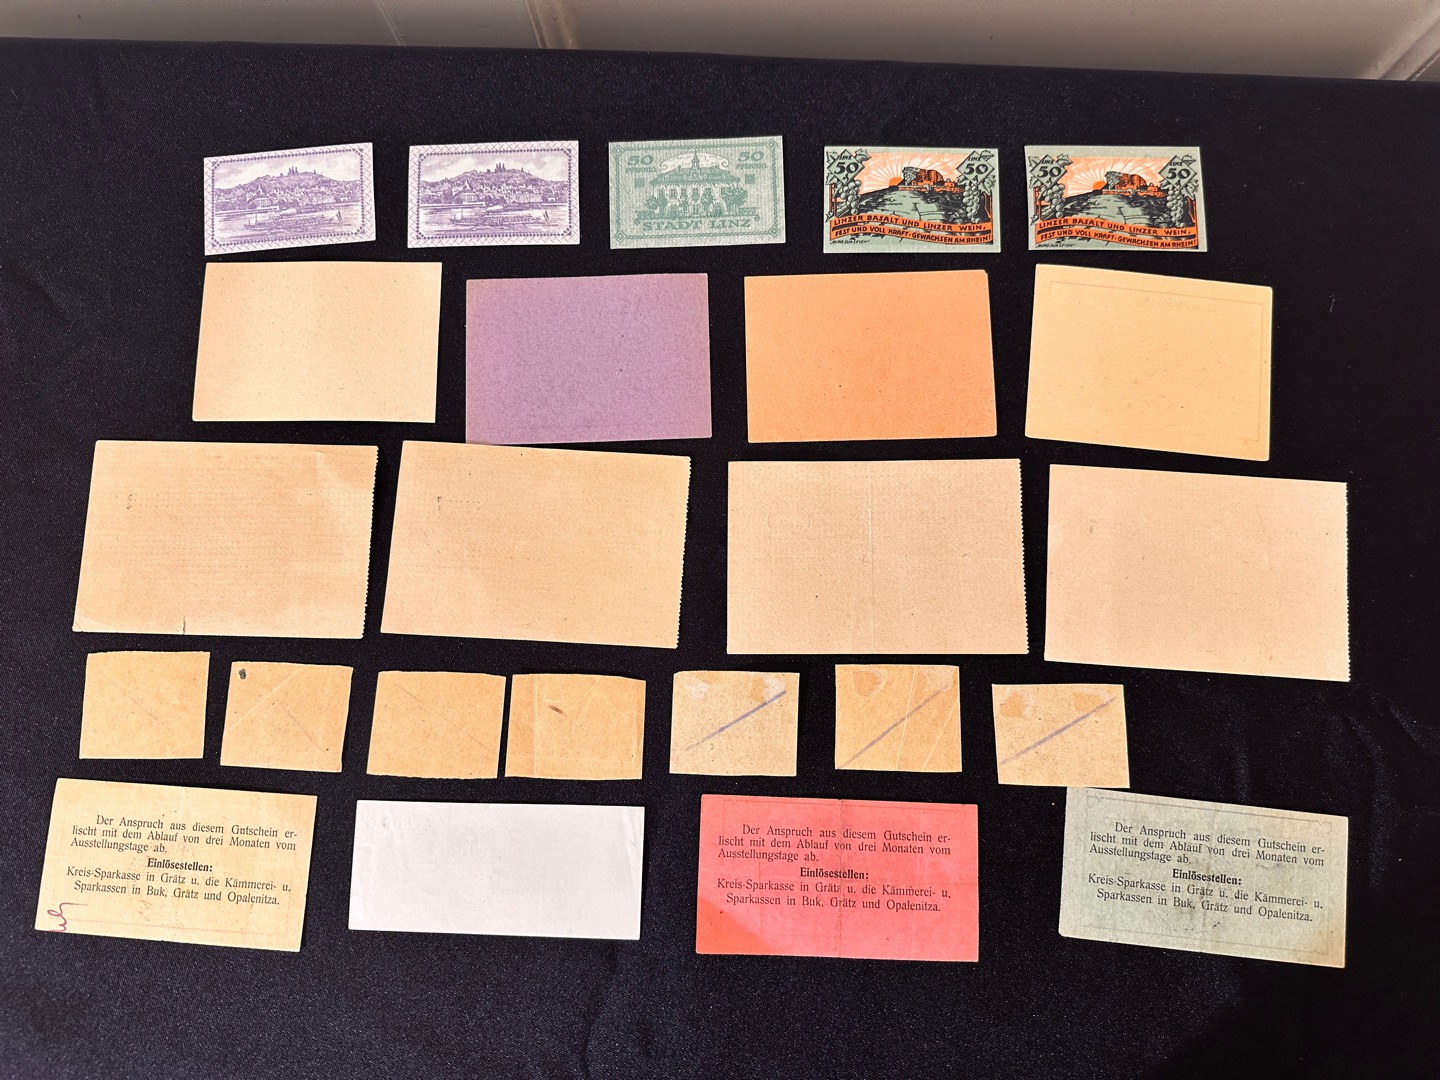 50 50
PFENNIG PFENNIG
STADT LINZ
LINZ LINZ
50 50
LINZER BASALT UND LINZER WEIN,
FEST UND VOLL KRAFT-GEWACHSEN AM RHEIN!
LINZ LINZ
50 50
LINZER BASALT UND LINZER WEIN,
FEST UND VOLL KRAFT-GEWACHSEN AM RHEIN!
Der Anspruch aus diesem Gutschein er-
lischt mit dem Ablauf von drei Monaten vom
Ausstellungstage ab.
Einlösestellen:
Kreis-Sparkasse in Grätz u. die Kämmerei- u.
Sparkassen in Buk, Grätz und Opalenitza.
Der Anspruch aus diesem Gutschein er-
lischt mit dem Ablauf von drei Monaten vom
Ausstellungstage ab.
Einlösestellen:
Kreis-Sparkasse in Grätz u. die Kämmerei- u.
Sparkassen in Buk, Grätz und Opalenitza.
Der Anspruch aus diesem Gutschein er-
lischt mit dem Ablauf von drei Monaten vom
Ausstellungstage ab.
Einlösestellen:
Kreis-Sparkasse in Grätz u. die Kämmerei- u.
Sparkassen in Buk, Grätz und Opalenitza.